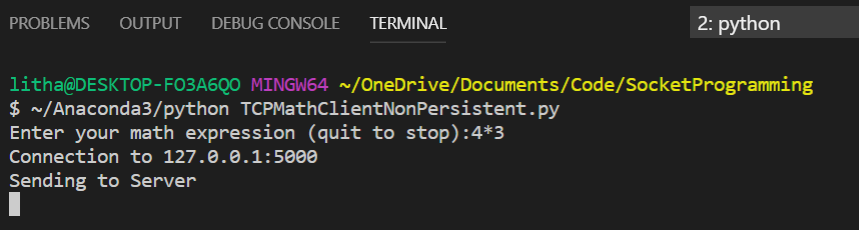 PROBLEMS OUTPUT DEBUG CONSOLE TERMINAL 2: python
litha@DESKTOP-FO3A6QO MINGW64 ~/OneDrive/Documents/Code/SocketProgramming
$ ~/Anaconda3/python TCPMathClientNonPersistent.py
Enter your math expression (quit to stop):4*3
Connection to 127.0.0.1:5000
Sending to Server